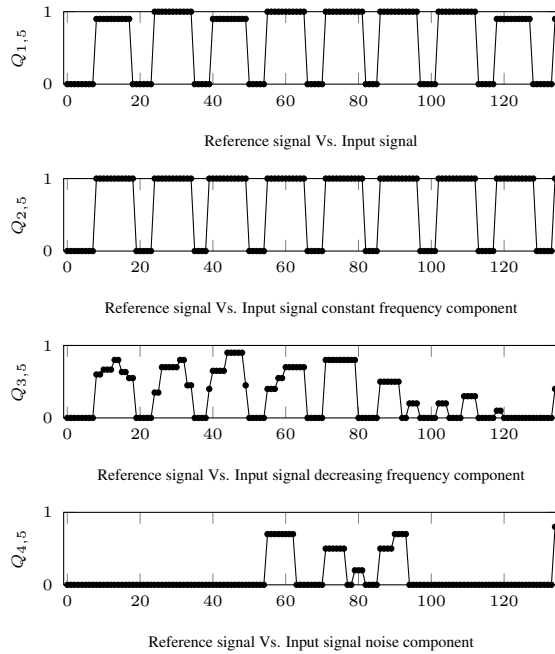 1
0
Q1,5
0 20 40 60 80 100 120
Reference signal Vs. Input signal
1
0
Q2,5
0 20 40 60 80 100 120
Reference signal Vs. Input signal constant frequency component
1
0
Q3,5
0 20 40 60 80 100 120
Reference signal Vs. Input signal decreasing frequency component
1
0
Q4,5
0 20 40 60 80 100 120
Reference signal Vs. Input signal noise component